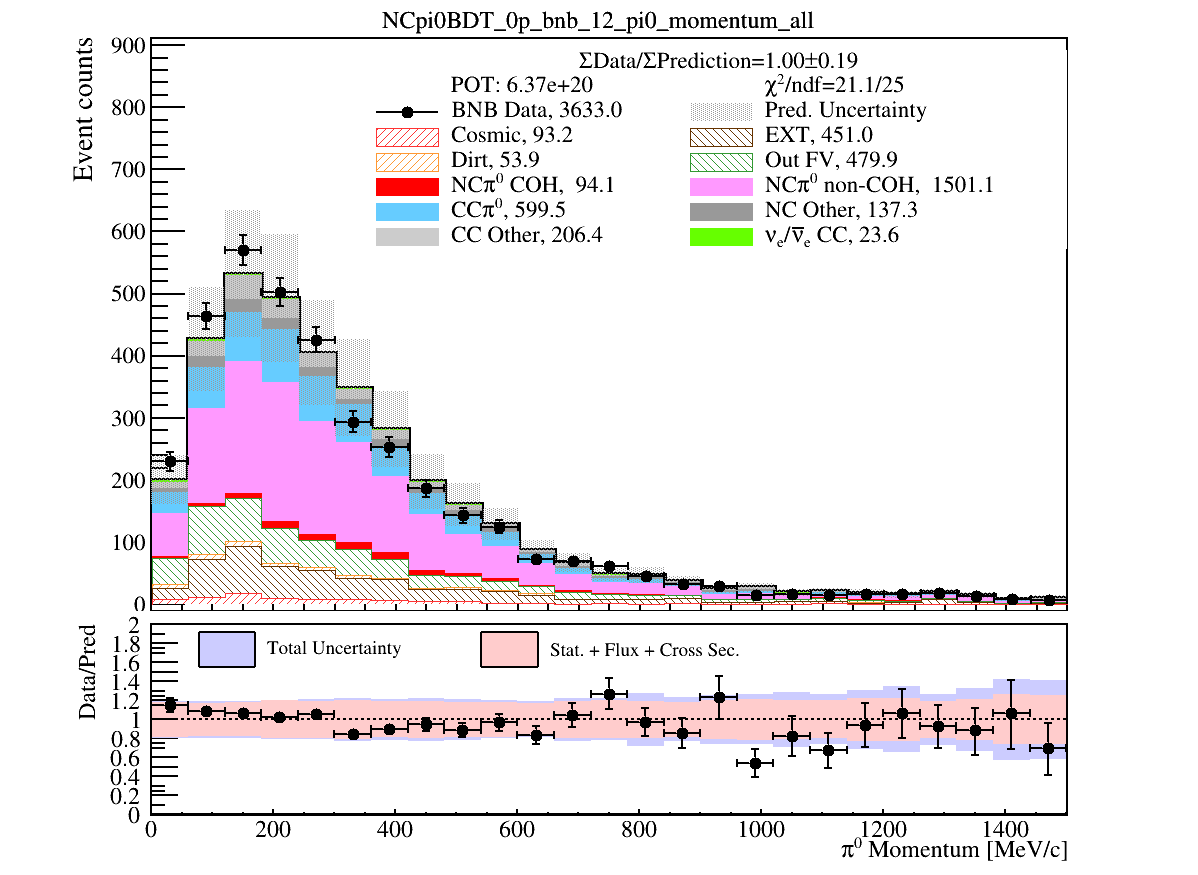 NCpi0BDT_0p_bnb_12_pi0_momentum_all
ΣData/ΣPrediction=1.00±0.19
POT: 6.37e+20
χ²/ndf=21.1/25
BNB Data, 3633.0
Pred. Uncertainty
Cosmic, 93.2
EXT, 451.0
Dirt, 53.9
Out FV, 479.9
NCπ⁰ COH, 94.1
NCπ⁰ non-COH, 1501.1
CCπ⁰, 599.5
NC Other, 137.3
CC Other, 206.4
νₑ/ν̅ₑ CC, 23.6
Event counts
900
800
700
600
500
400
300
200
100
0
Total Uncertainty
Stat. + Flux + Cross Sec.
Data/Pred
2
1.8
1.6
1.4
1.2
1
0.8
0.6
0.4
0.2
0
0 200 400 600 800 1000 1200 1400
π⁰ Momentum [MeV/c]